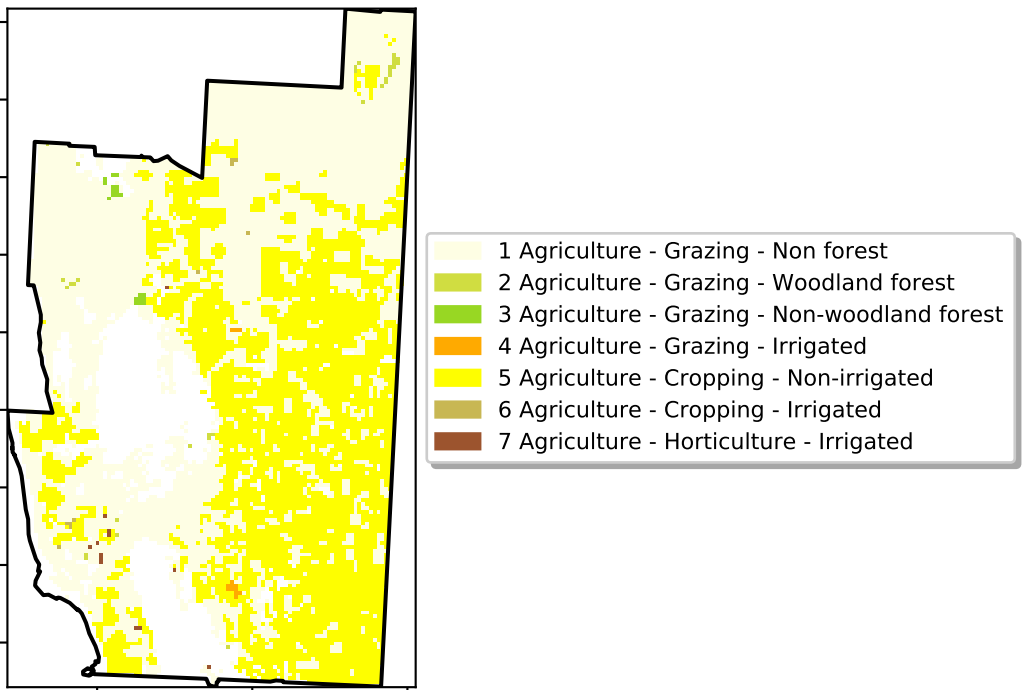 1 Agriculture - Grazing - Non forest
2 Agriculture - Grazing - Woodland forest
3 Agriculture - Grazing - Non-woodland forest
4 Agriculture - Grazing - Irrigated
5 Agriculture - Cropping - Non-irrigated
6 Agriculture - Cropping - Irrigated
7 Agriculture - Horticulture - Irrigated